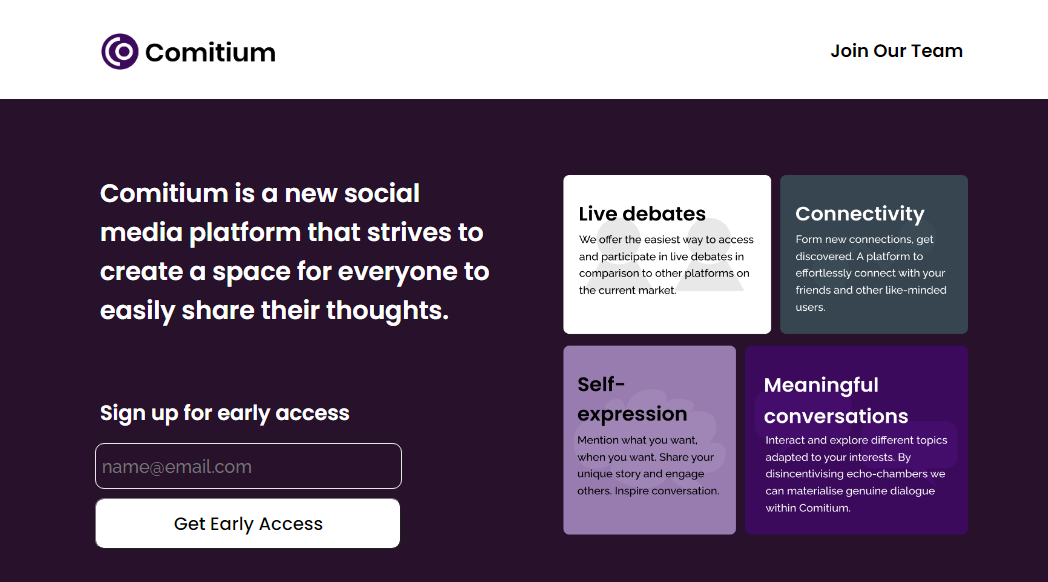 Comitium
Join Our Team
Comitium is a new social
media platform that strives to
create a space for everyone to
easily share their thoughts.
Sign up for early access
name@email.com
Get Early Access
Live debates
We offer the easiest way to access
and participate in live debates in
comparison to other platforms on
the current market.
Connectivity
Form new connections, get
discovered. A platform to
effortlessly connect with your
friends and other like-minded
users.
Self-
expression
Mention what you want,
when you want. Share your
unique story and engage
others. Inspire conversation.
Meaningful
conversations
Interact and explore different topics
adapted to your interests. By
disincentivising echo-chambers we
can materialise genuine dialogue
within Comitium.